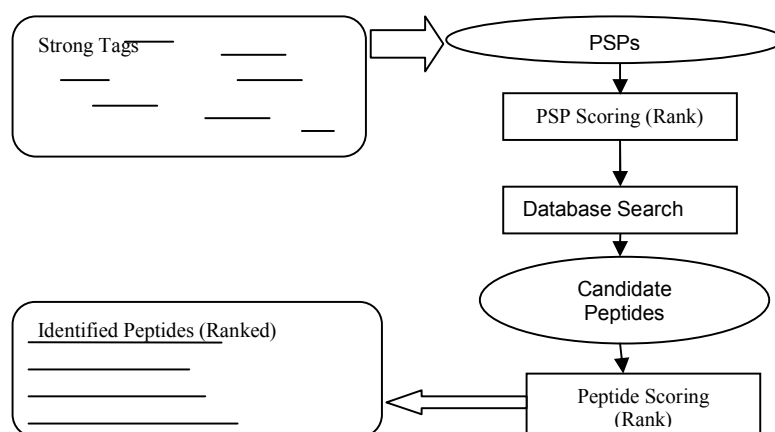 Strong Tags
PSPs
PSP Scoring (Rank)
Database Search
Candidate
Peptides
Identified Peptides (Ranked)
Peptide Scoring
(Rank)